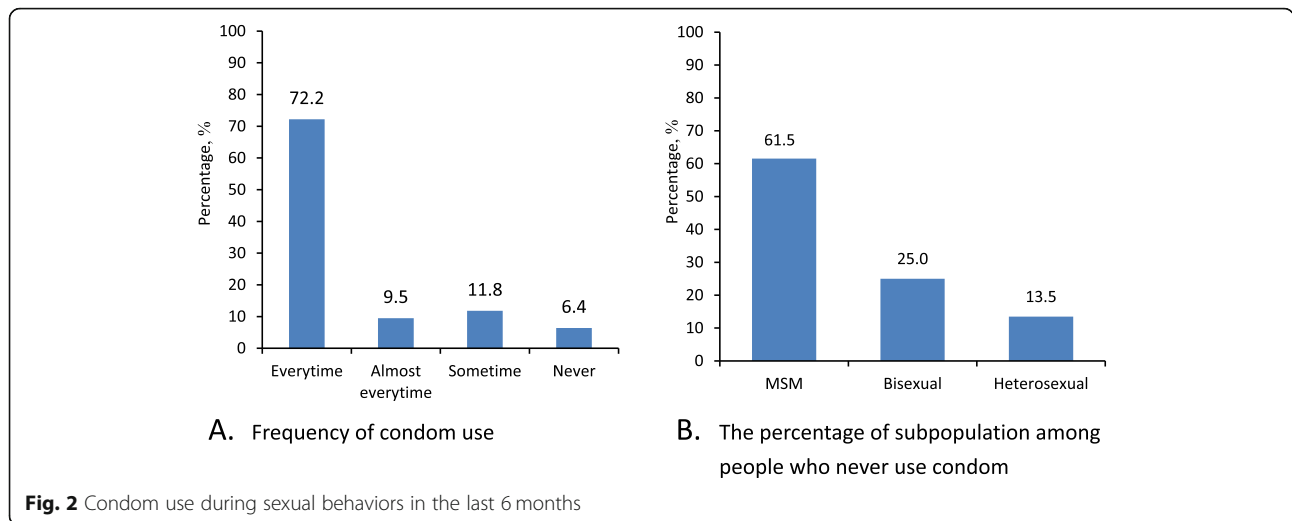 100
90
80
70
60
50
40
30
20
10
0
Percentage, %
72.2
9.5
11.8
6.4
Everytime
Almost everytime
Sometime
Never
A. Frequency of condom use
100
90
80
70
60
50
40
30
20
10
0
Percentage, %
61.5
25.0
13.5
MSM
Bisexual
Heterosexual
B. The percentage of subpopulation among
people who never use condom
Fig. 2 Condom use during sexual behaviors in the last 6 months